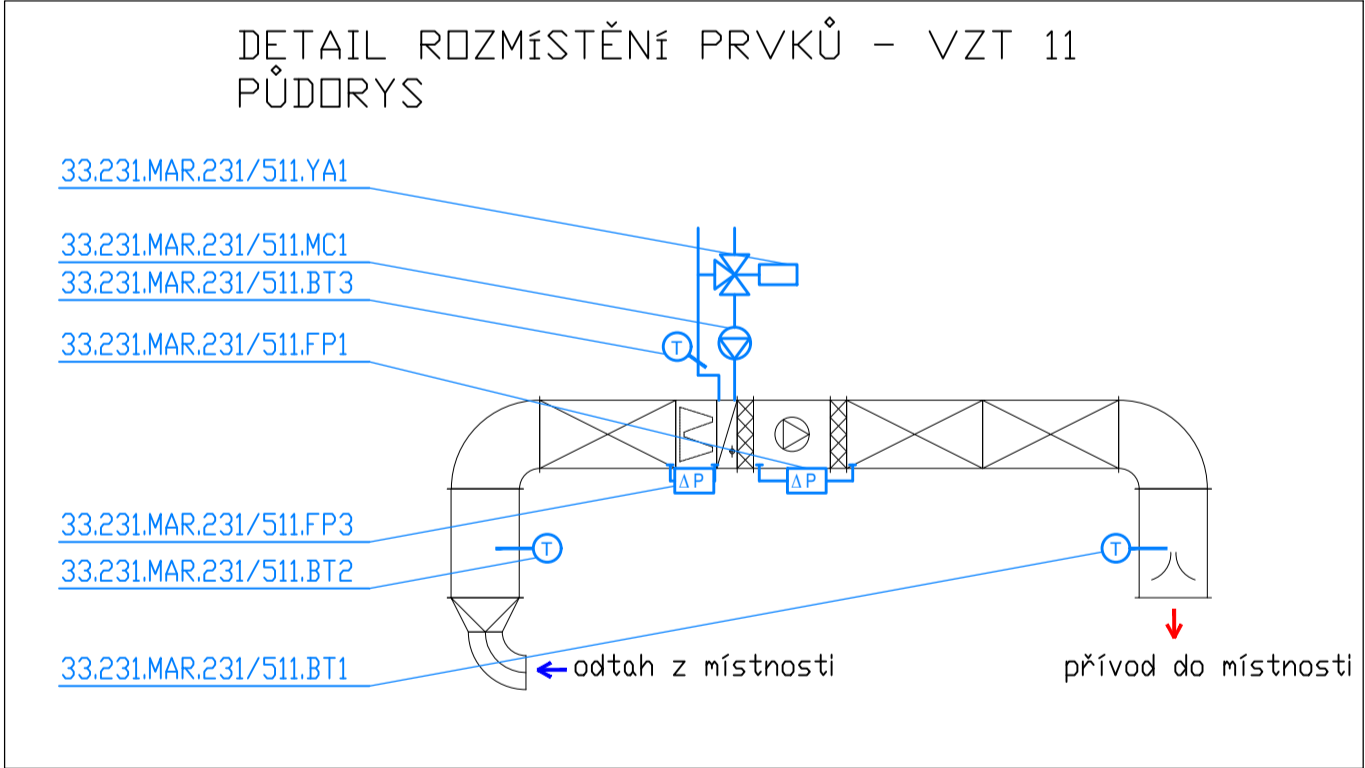 DETAIL ROZMíSTĚNí PRVKŮ - VZT 11
PŮDORYS
33.231.MAR.231/511.YA1
33.231.MAR.231/511.MC1
33.231.MAR.231/511.BT3
T
33.231.MAR.231/511.FP1
ΔP
ΔP
33.231.MAR.231/511.FP3
T
T
33.231.MAR.231/511.BT2
33.231.MAR.231/511.BT1
odtah z místnosti
přívod do místnosti